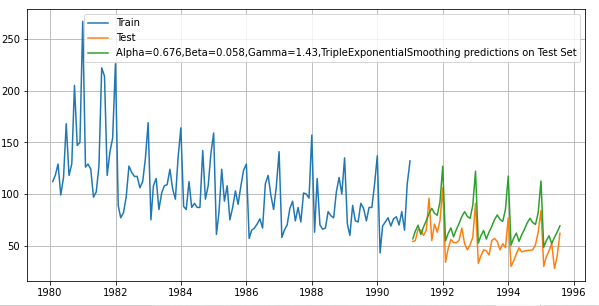 Train
Test
Alpha=0.676,Beta=0.058,Gamma=1.43,TripleExponentialSmoothing predictions on Test Set
250
200
150
100
50
1980 1982 1984 1986 1988 1990 1992 1994 1996